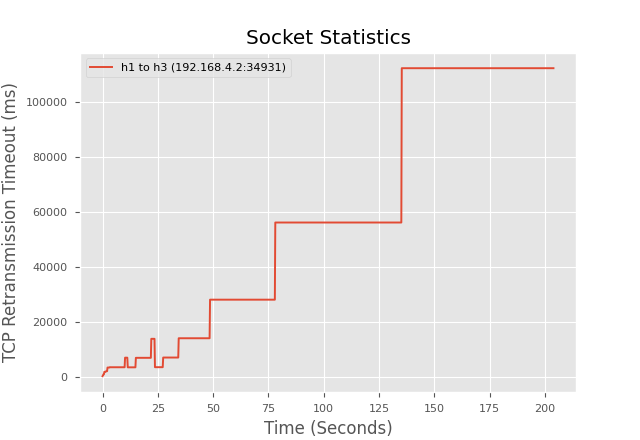 Socket Statistics
h1 to h3 (192.168.4.2:34931)
TCP Retransmission Timeout (ms)
100000
80000
60000
40000
20000
0
0 25 50 75 100 125 150 175 200
Time (Seconds)